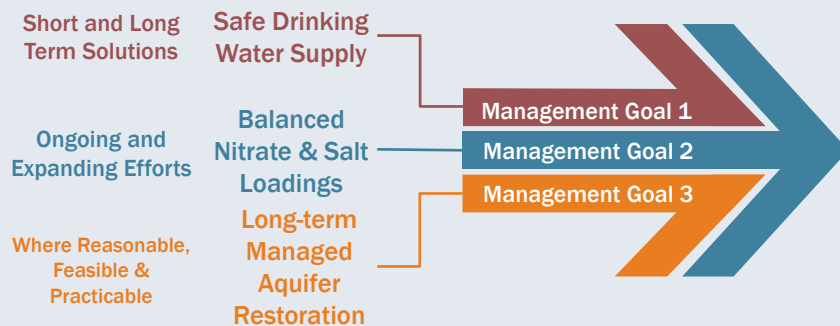 Short and Long
Term Solutions
Safe Drinking
Water Supply
Management Goal 1
Ongoing and
Expanding Efforts
Balanced
Nitrate & Salt
Loadings
Management Goal 2
Where Reasonable,
Feasible &
Practicable
Long-term
Managed
Aquifer
Restoration
Management Goal 3